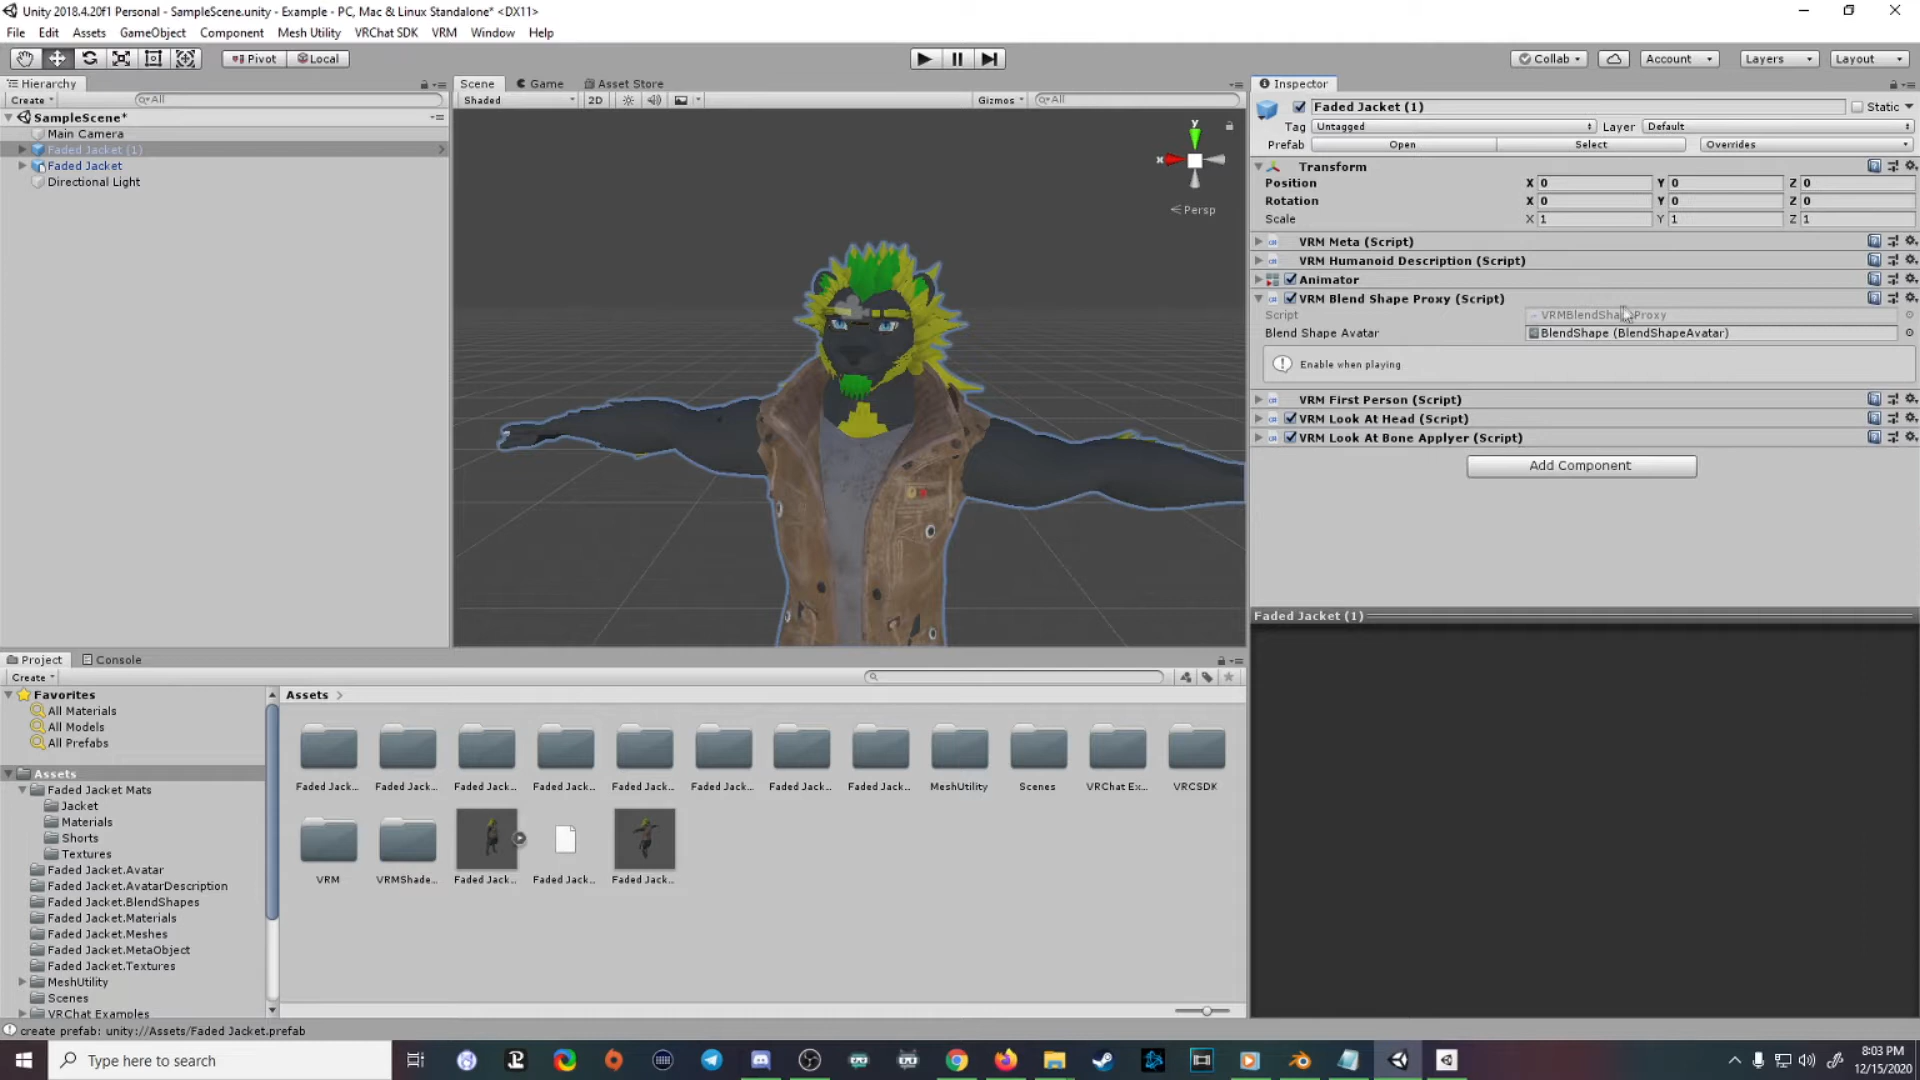 Unity 2018.4.20f1 Personal - SampleScene.unity - Example - PC, Mac & Linux Standalone* <DX11>
File Edit Assets GameObject Component Mesh Utility VRChat SDK VRM Window Help
Pivot Local Collab Account Layers Layout
Hierarchy
Create All
SampleScene*
Main Camera
Faded Jacket (1)
Faded Jacket
Directional Light
Scene Game Asset Store
Shaded 2D Gizmos All
y
x
Persp
Inspector
Faded Jacket (1) Static
Tag Untagged Layer Default
Prefab Open Select Overrides
Transform
Position X 0 Y 0 Z 0
Rotation X 0 Y 0 Z 0
Scale X 1 Y 1 Z 1
VRM Meta (Script)
VRM Humanoid Description (Script)
Animator
VRM Blend Shape Proxy (Script)
Script VRMBlendShapeProxy
Blend Shape Avatar BlendShape (BlendShapeAvatar)
Enable when playing
VRM First Person (Script)
VRM Look At Head (Script)
VRM Look At Bone Applyer (Script)
Add Component
Faded Jacket (1)
Project Console
Create
Favorites
All Materials
All Models
All Prefabs
Assets
Faded Jacket Mats
Jacket
Materials
Shorts
Textures
Faded Jacket.Avatar
Faded Jacket.AvatarDescription
Faded Jacket.BlendShapes
Faded Jacket.Materials
Faded Jacket.Meshes
Faded Jacket.MetaObject
Faded Jacket.Textures
MeshUtility
Scenes
VRChat Examples
Assets
Faded Jack... Faded Jack... Faded Jack... Faded Jack... Faded Jack... Faded Jack... Faded Jack... Faded Jack... MeshUtility Scenes VRChat Ex... VRCSDK
VRM VRMShade... Faded Jack... Faded Jack... Faded Jack...
create prefab: unity://Assets/Faded Jacket.prefab
Type here to search
8:03 PM
12/15/2020